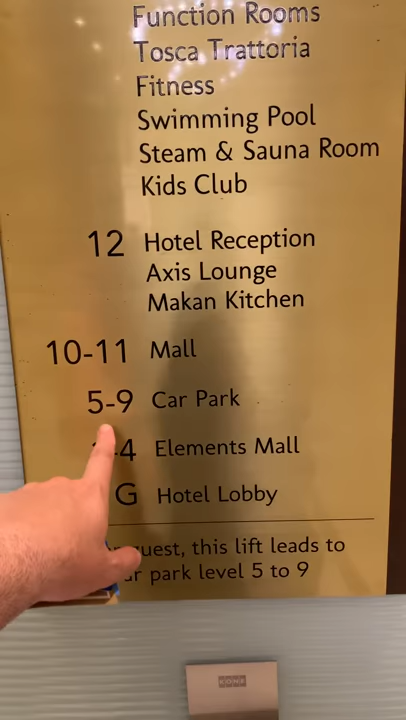 Function Rooms
Tosca Trattoria
Fitness
Swimming Pool
Steam & Sauna Room
Kids Club
12 Hotel Reception
Axis Lounge
Makan Kitchen
10-11 Mall
5-9 Car Park
-4 Elements Mall
G Hotel Lobby
this lift leads to
park level 5 to 9
KONE